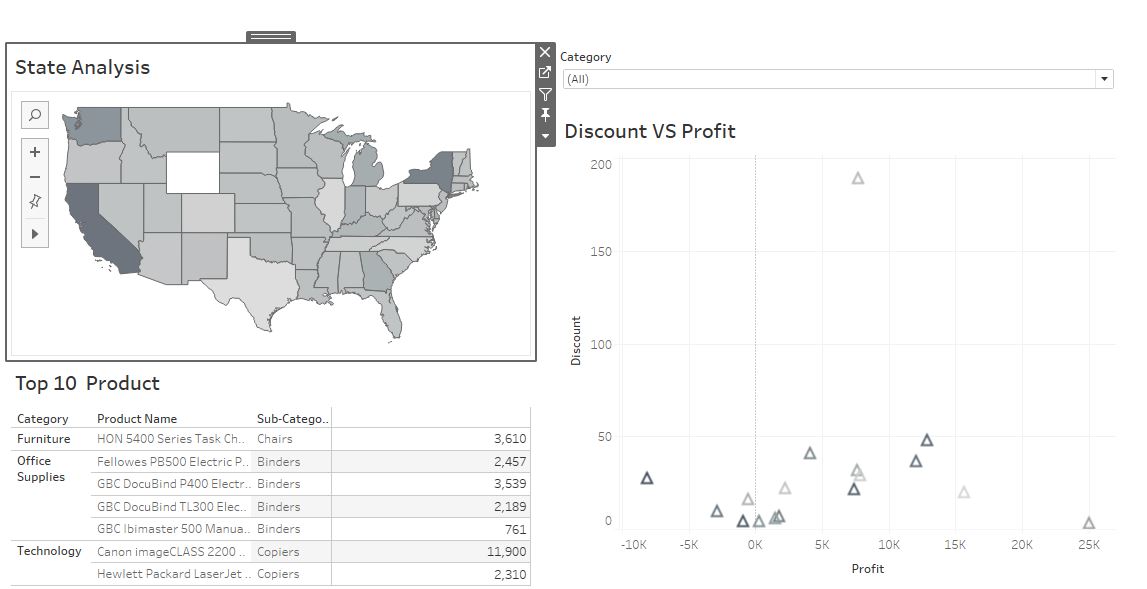 State Analysis
Category
(All)
Discount VS Profit
200
150
100
50
0
Discount
-10K -5K 0K 5K 10K 15K 20K 25K
Profit
Top 10 Product
Category Product Name Sub-Catego..
Furniture HON 5400 Series Task Ch.. Chairs 3,610
Office Supplies Fellowes PB500 Electric P.. Binders 2,457
GBC DocuBind P400 Electr.. Binders 3,539
GBC DocuBind TL300 Elec.. Binders 2,189
GBC Ibimaster 500 Manua.. Binders 761
Technology Canon imageCLASS 2200 .. Copiers 11,900
Hewlett Packard LaserJet .. Copiers 2,310